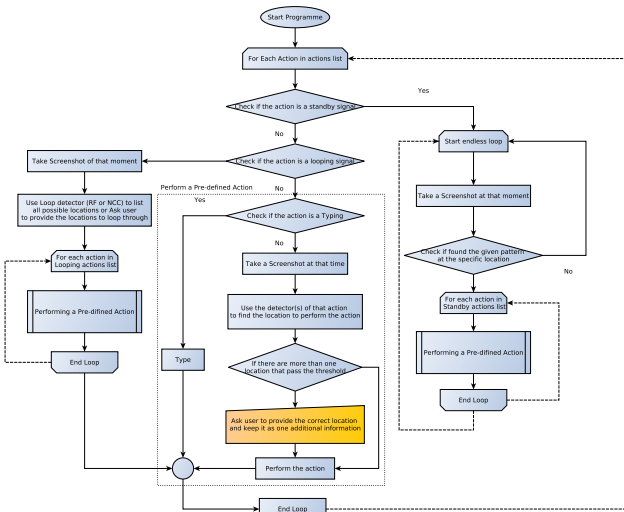 Start Programme
For Each Action in actions list
Check if the action is a standby signal
Yes
No
Start endless loop
Take Screenshot of that moment
Check if the action is a looping signal
No
Perform a Pre-defined Action
Use Loop detector (RF or NCC) to list
all possible locations or Ask user
to provide the locations to loop through
Yes
Check if the action is a Typing
No
Take a Screenshot at that moment
For each action in
Looping actions list
Take a Screenshot at that time
Check if found the given pattern
at the specific location
No
Performing a Pre-difined Action
Use the detector(s) of that action
to find the location to perform the action
For each action in
Standby actions list
End Loop
Type
If there are more than one
location that pass the threshold
Performing a Pre-difined Action
Ask user to provide the correct location
and keep it as one additional information
End Loop
Perform the action
End Loop